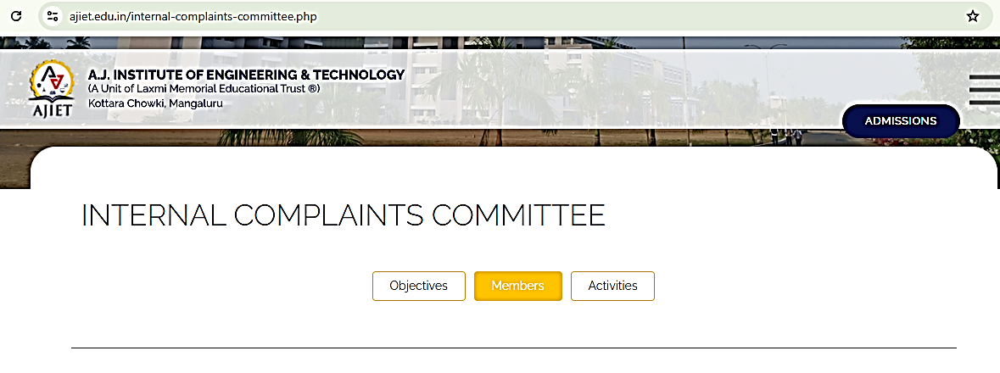 ajiet.edu.in/internal-complaints-committee.php
A.J. INSTITUTE OF ENGINEERING & TECHNOLOGY
(A Unit of Laxmi Memorial Educational Trust ®)
Kottara Chowki, Mangaluru
AJIET
ADMISSIONS
INTERNAL COMPLAINTS COMMITTEE
Objectives Members Activities